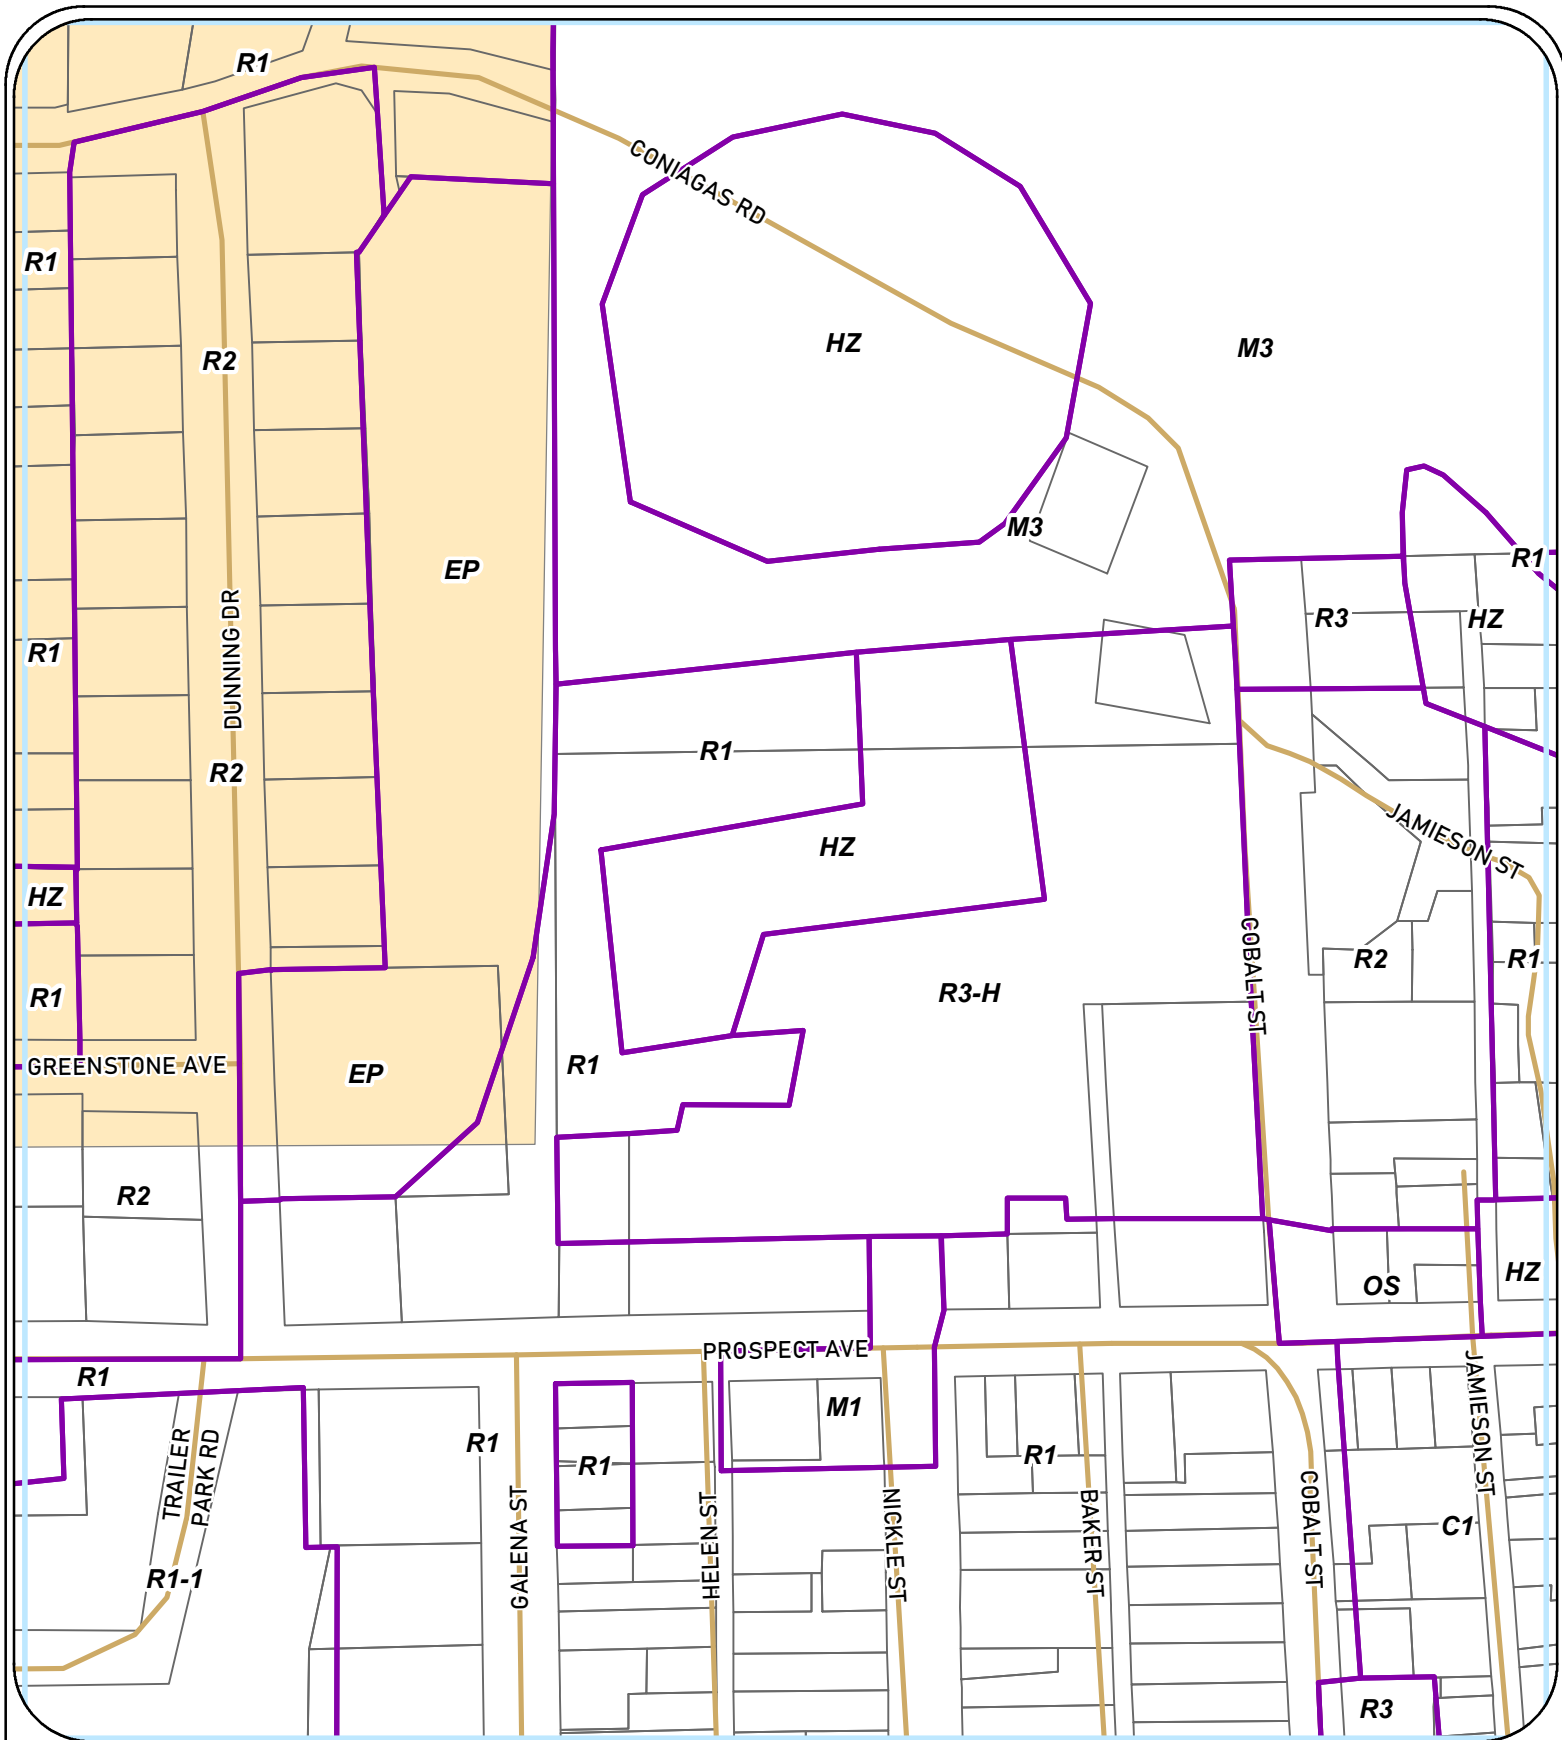 R1
CONIAGAS RD
R1
HZ
M3
R2
M3
R1
EP
R3
HZ
DUNNING DR
R1
R1
R2
HZ
JAMIESON ST
HZ
COBALT ST
R2
R1
R1
R3-H
GREENSTONE AVE
EP
R1
R2
OS
HZ
PROSPECT AVE
R1
M1
JAMIESON ST
R1
R1
R1
TRAILER
PARK RD
GALENA ST
HELEN ST
NICKLE ST
BAKER ST
COBALT ST
C1
R1-1
R3